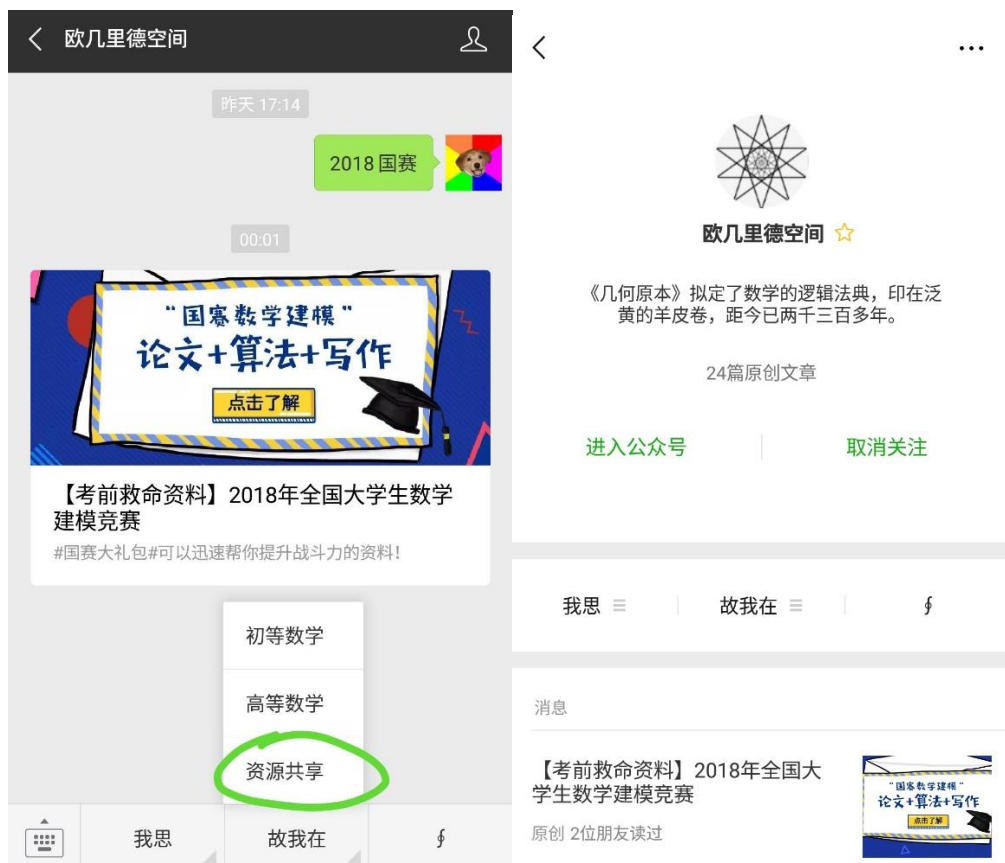 欧几里德空间
昨天 17:14
2018 国赛
00:01
“国赛数学建模”
论文+算法+写作
点击了解
【考前救命资料】2018年全国大学生数学
建模竞赛
#国赛大礼包#可以迅速帮你提升战斗力的资料！
初等数学
高等数学
资源共享
我思
故我在
∮
欧几里德空间
《几何原本》拟定了数学的逻辑法典，印在泛
黄的羊皮卷，距今已两千三百多年。
24篇原创文章
进入公众号
取消关注
我思
故我在
∮
消息
【考前救命资料】2018年全国大
学生数学建模竞赛
原创 2位朋友读过
“国赛数学建模”
论文+算法+写作
点击了解